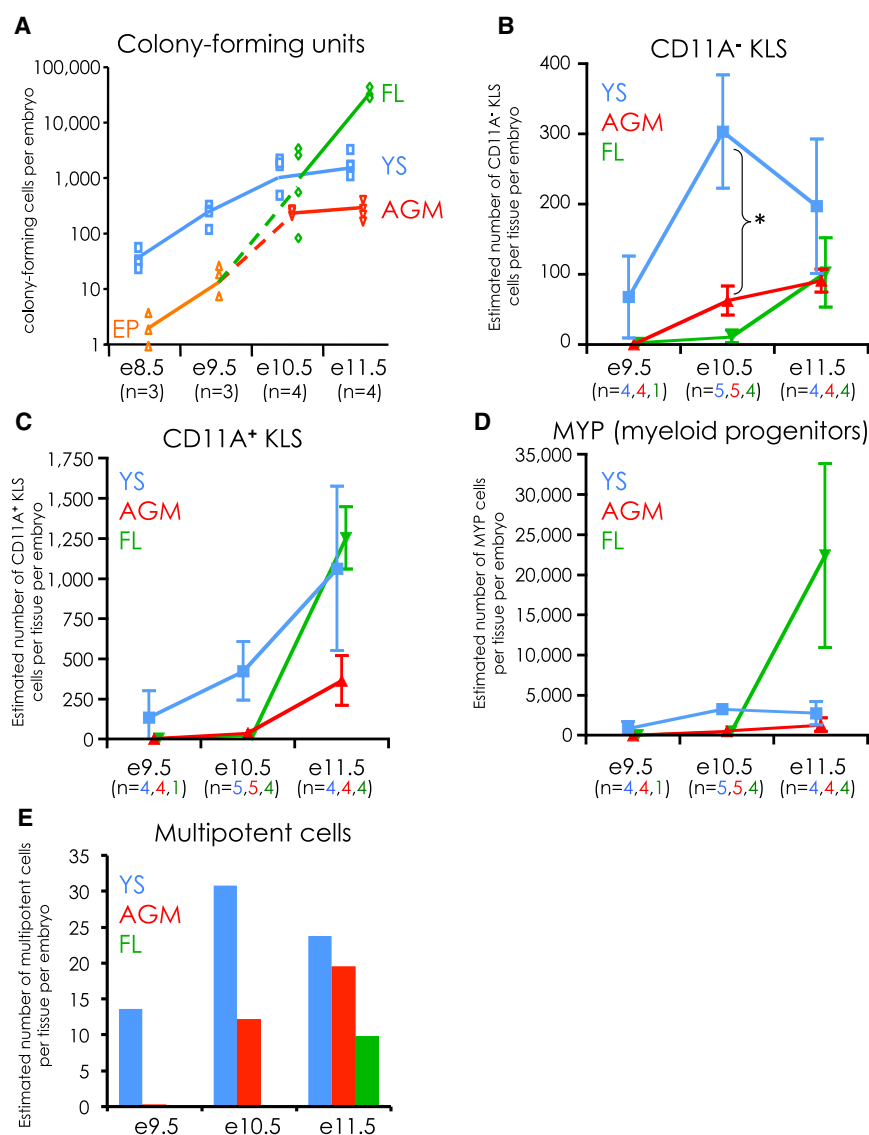 A
Colony-forming units
colony-forming cells per embryo
100,000
10,000
1,000
100
10
1
FL
YS
AGM
EP
e8.5
e9.5
e10.5
e11.5
(n=3)
(n=3)
(n=4)
(n=4)
B
CD11A⁻ KLS
Estimated number of CD11A⁻ KLS
cells per tissue per embryo
400
300
200
100
0
YS
AGM
FL
*
e9.5
e10.5
e11.5
(n=4,4,1)
(n=5,5,4)
(n=4,4,4)
C
CD11A⁺ KLS
Estimated number of CD11A⁺ KLS
cells per tissue per embryo
1,750
1,500
1,250
1,000
750
500
250
0
YS
AGM
FL
e9.5
e10.5
e11.5
(n=4,4,1)
(n=5,5,4)
(n=4,4,4)
D
MYP (myeloid progenitors)
Estimated number of MYP cells
per tissue per embryo
35,000
30,000
25,000
20,000
15,000
10,000
5,000
0
YS
AGM
FL
e9.5
e10.5
e11.5
(n=4,4,1)
(n=5,5,4)
(n=4,4,4)
E
Multipotent cells
Estimated number of multipotent cells
per tissue per embryo
35
30
25
20
15
10
5
0
YS
AGM
FL
e9.5
e10.5
e11.5